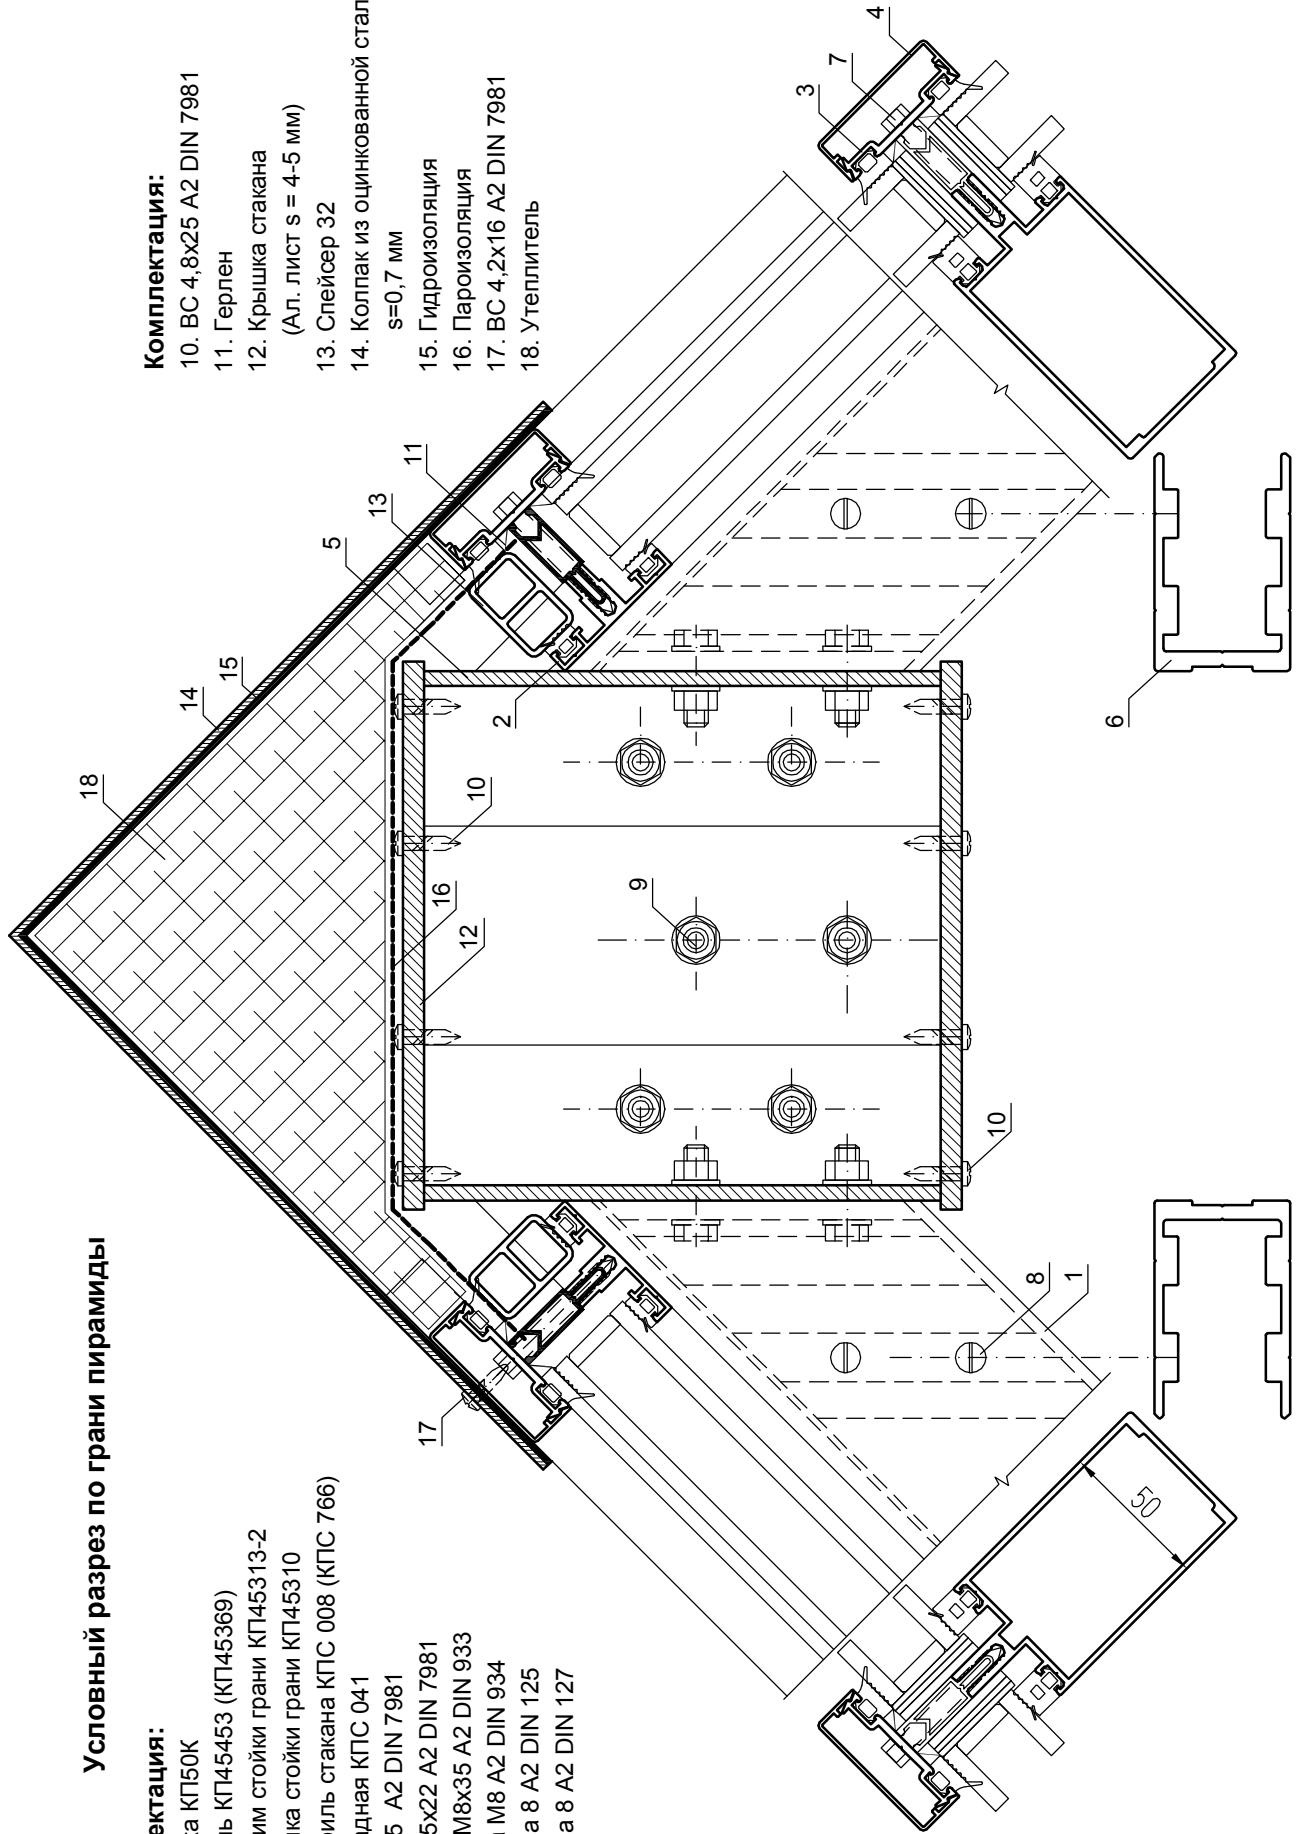 Условный разрез по грани пирамиды
ектация:
а КП50К
ь КП45453 (КП45369)
им стойки грани КП45313-2
ка стойки грани КП45310
иль стакана КПС 008 (КПС 766)
дная КПС 041
5 А2 DIN 7981
5х22 А2 DIN 7981
М8х35 А2 DIN 933
М8 А2 DIN 934
а 8 А2 DIN 125
а 8 А2 DIN 127
Комплектация:
10. ВС 4,8х25 А2 DIN 7981
11. Герлен
12. Крышка стакана
(Ал. лист s = 4-5 мм)
13. Спейсер 32
14. Колпак из оцинкованной стал
s=0,7 мм
15. Гидроизоляция
16. Пароизоляция
17. ВС 4,2х16 А2 DIN 7981
18. Утеплитель
18
14
15
5
13
11
3
7
4
17
16
12
10
2
9
10
8
1
6
50